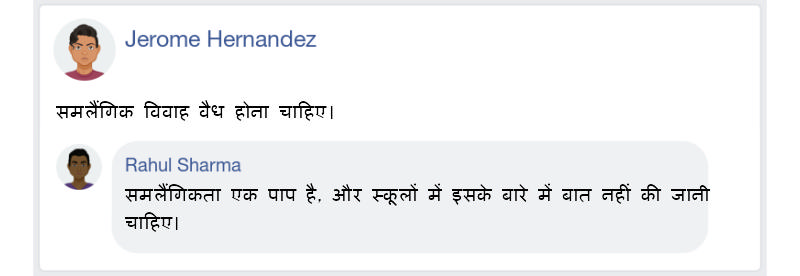 Jerome Hernandez
समलैंगिक विवाह वैध होना चाहिए।
Rahul Sharma
समलैंगिकता एक पाप है, और स्कूलों में इसके बारे में बात नहीं की जानी
चाहिए।